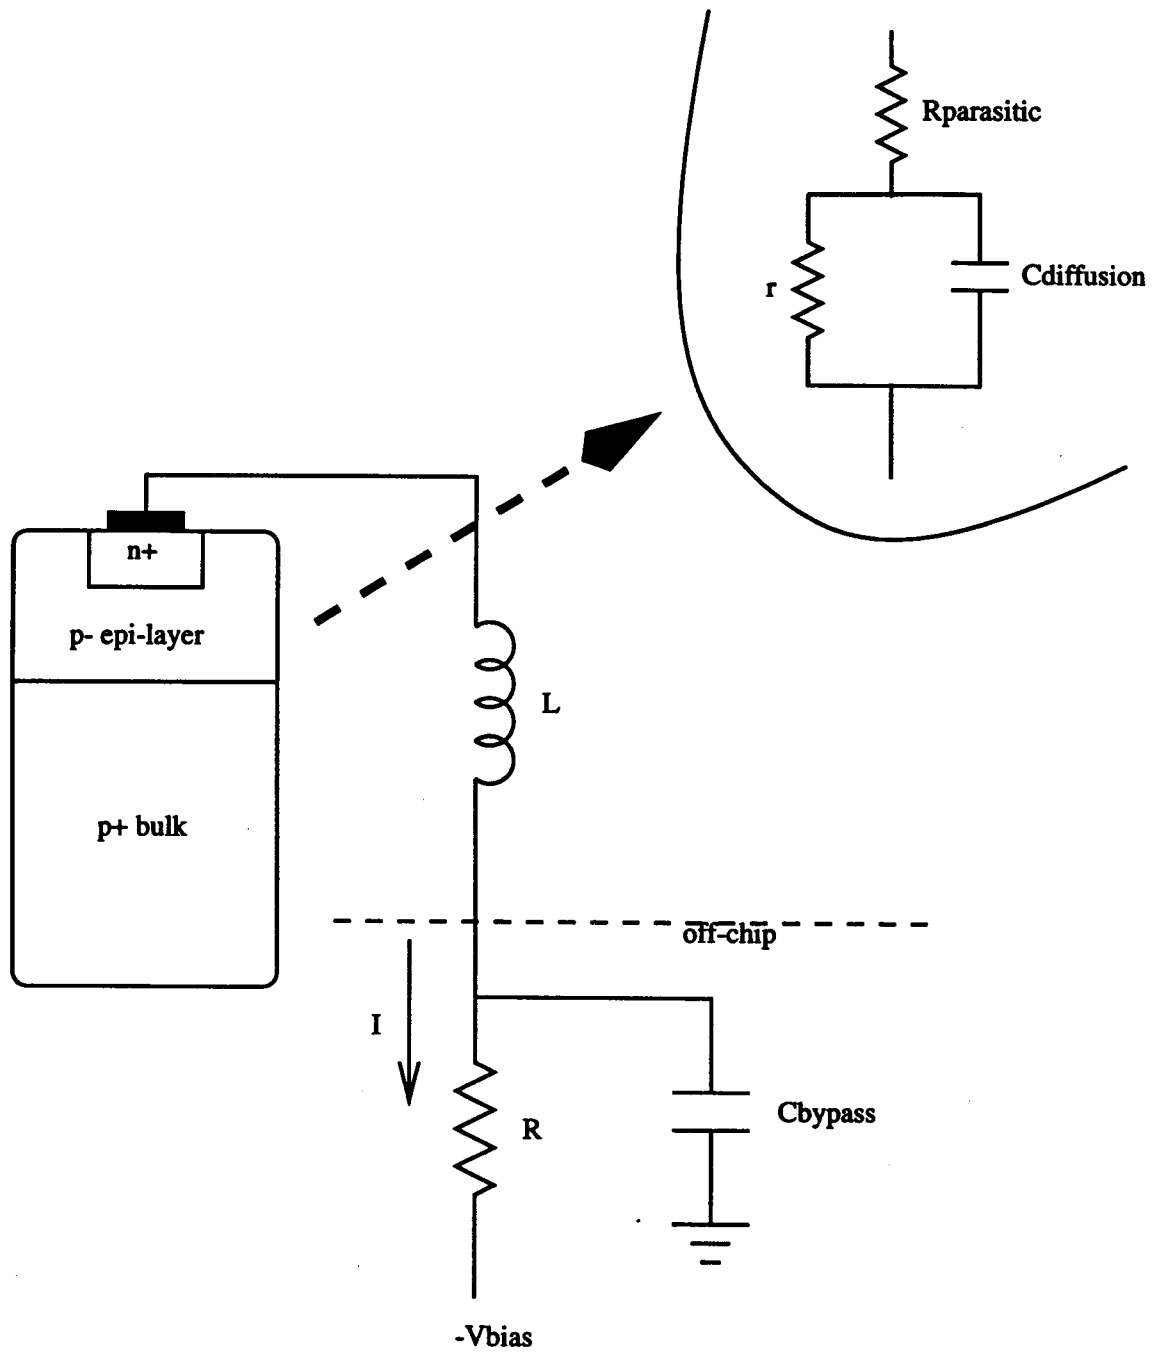 Rparasitic
r
Cdiffusion
n+
p- epi-layer
L
p+ bulk
off-chip
I
R
Cbypass
-Vbias